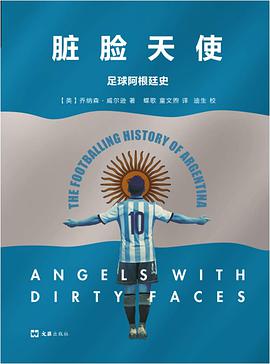 脏脸天使
足球阿根廷史
【英】乔纳森·威尔逊 著 蝶歌 童文煦 译 迪生 校
THE FOOTBALLING HISTORY OF ARGENTINA
10
ANGELS WITH
DIRTY FACES
文汇出版社